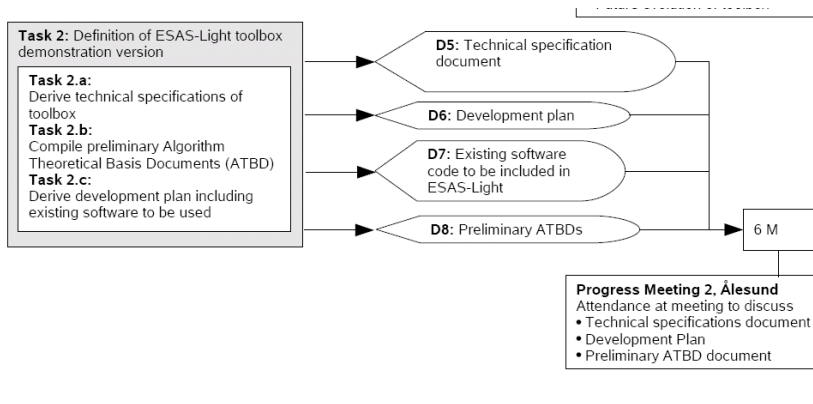 Task 2: Definition of ESAS-Light toolbox
demonstration version
Task 2.a:
Derive technical specifications of
toolbox
Task 2.b:
Compile preliminary Algorithm
Theoretical Basis Documents (ATBD)
Task 2.c:
Derive development plan including
existing software to be used
D5: Technical specification
document
D6: Development plan
D7: Existing software
code to be included in
ESAS-Light
D8: Preliminary ATBDs
6 M
Progress Meeting 2, Ålesund
Attendance at meeting to discuss
• Technical specifications document
• Development Plan
• Preliminary ATBD document